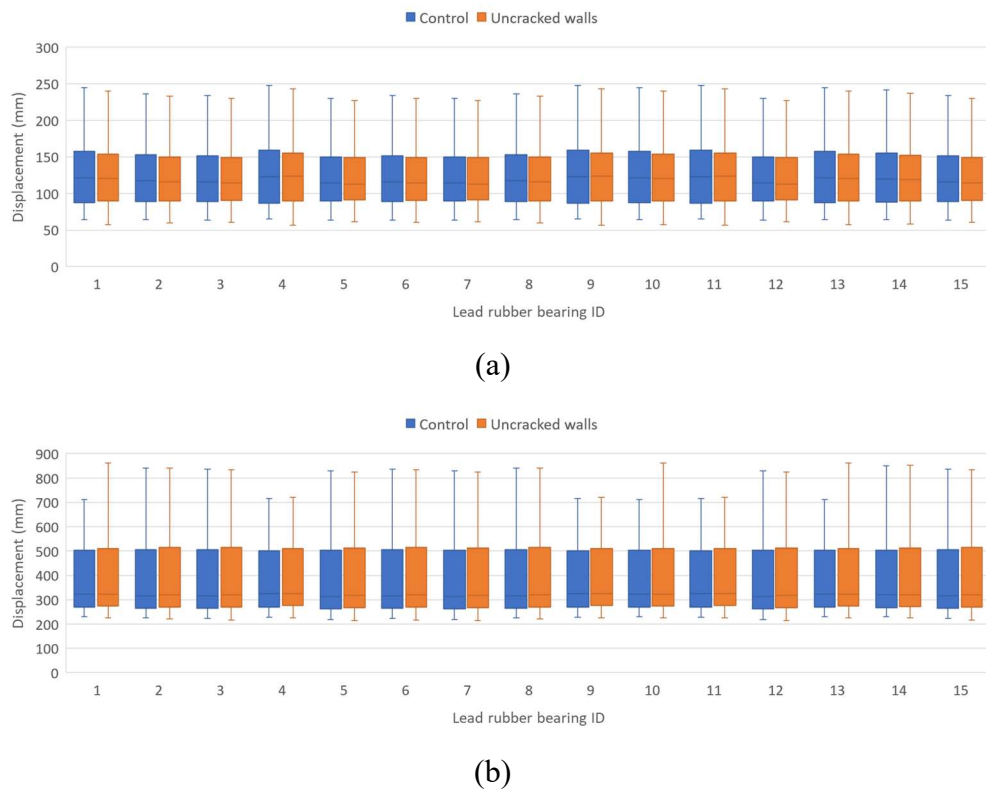 Control Uncracked walls
300
250
200
150
100
50
0
Displacement (mm)
1 2 3 4 5 6 7 8 9 10 11 12 13 14 15
Lead rubber bearing ID
(a)
Control Uncracked walls
900
800
700
600
500
400
300
200
100
0
Displacement (mm)
1 2 3 4 5 6 7 8 9 10 11 12 13 14 15
Lead rubber bearing ID
(b)